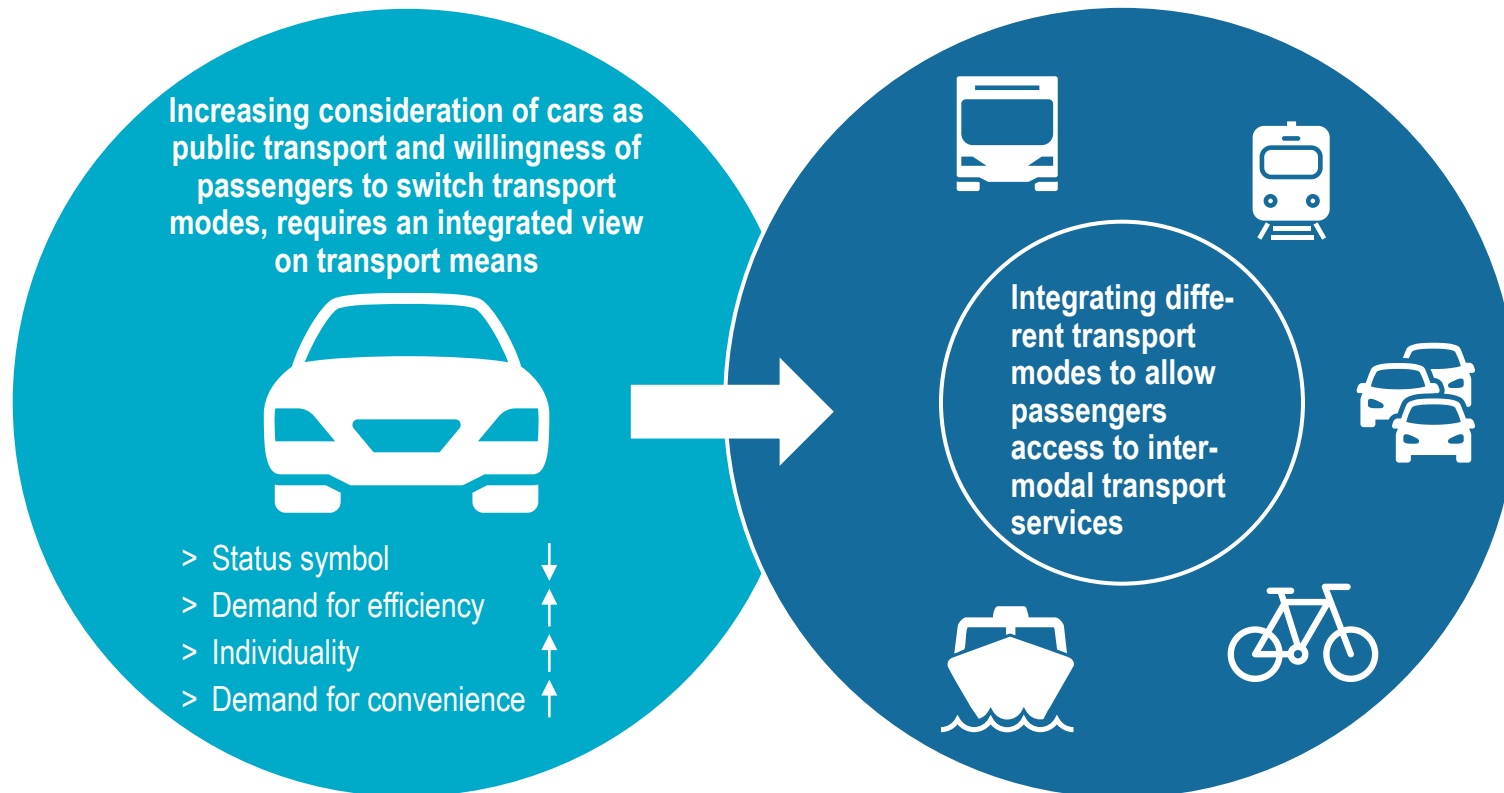 Increasing consideration of cars as
public transport and willingness of
passengers to switch transport
modes, requires an integrated view
on transport means
> Status symbol ↓
> Demand for efficiency ↑
> Individuality ↑
> Demand for convenience ↑
Integrating diffe-
rent transport
modes to allow
passengers
access to inter-
modal transport
services